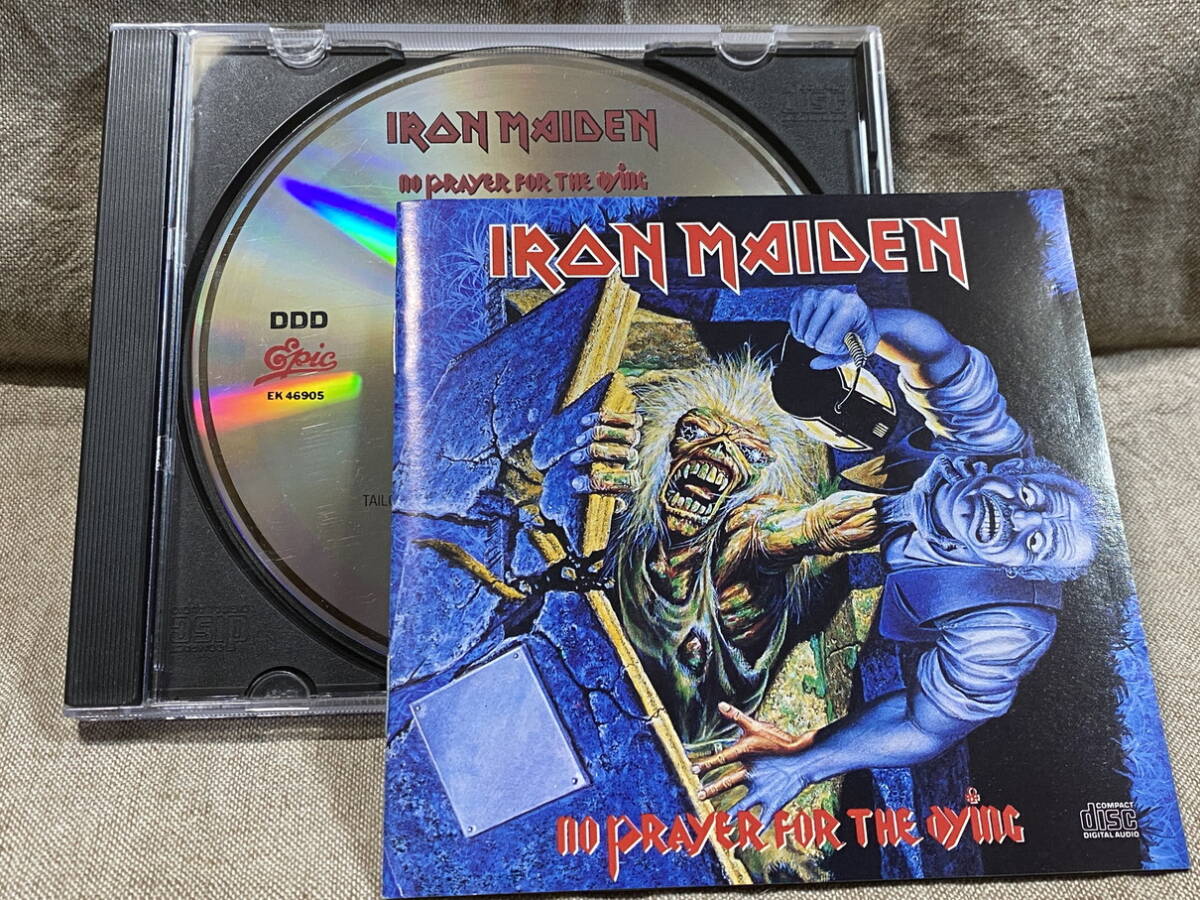 IRON MAIDEN
NO PRAYER FOR THE DYING
DDD
Epic
EK 46905
IRON MAIDEN
NO PRAYER FOR THE DYING
COMPACT
disc
DIGITAL AUDIO